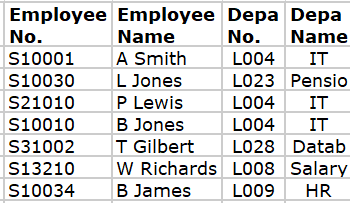 Employee Employee Depa Depa
No. Name No. Name
S10001 A Smith L004 IT
S10030 L Jones L023 Pensio
S21010 P Lewis L004 IT
S10010 B Jones L004 IT
S31002 T Gilbert L028 Datab
S13210 W Richards L008 Salary
S10034 B James L009 HR